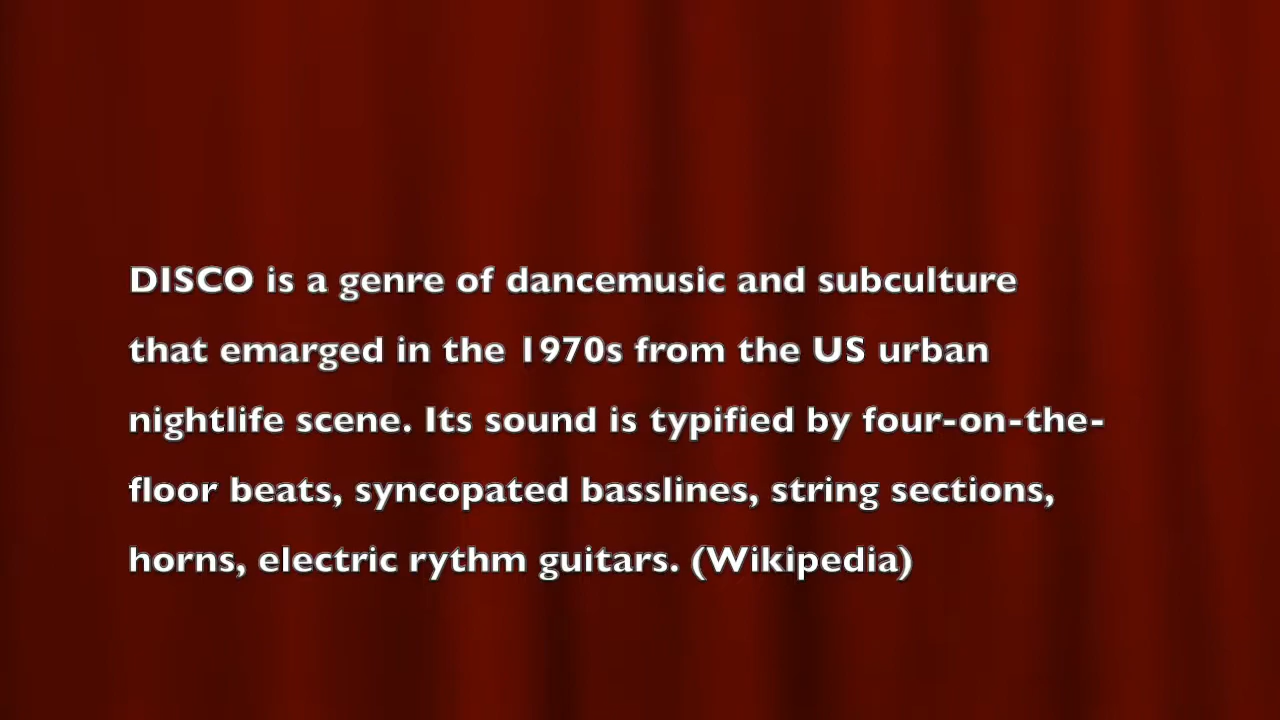 DISCO is a genre of dancemusic and subculture
that emarged in the 1970s from the US urban
nightlife scene. Its sound is typified by four-on-the-
floor beats, syncopated basslines, string sections,
horns, electric rythm guitars. (Wikipedia)